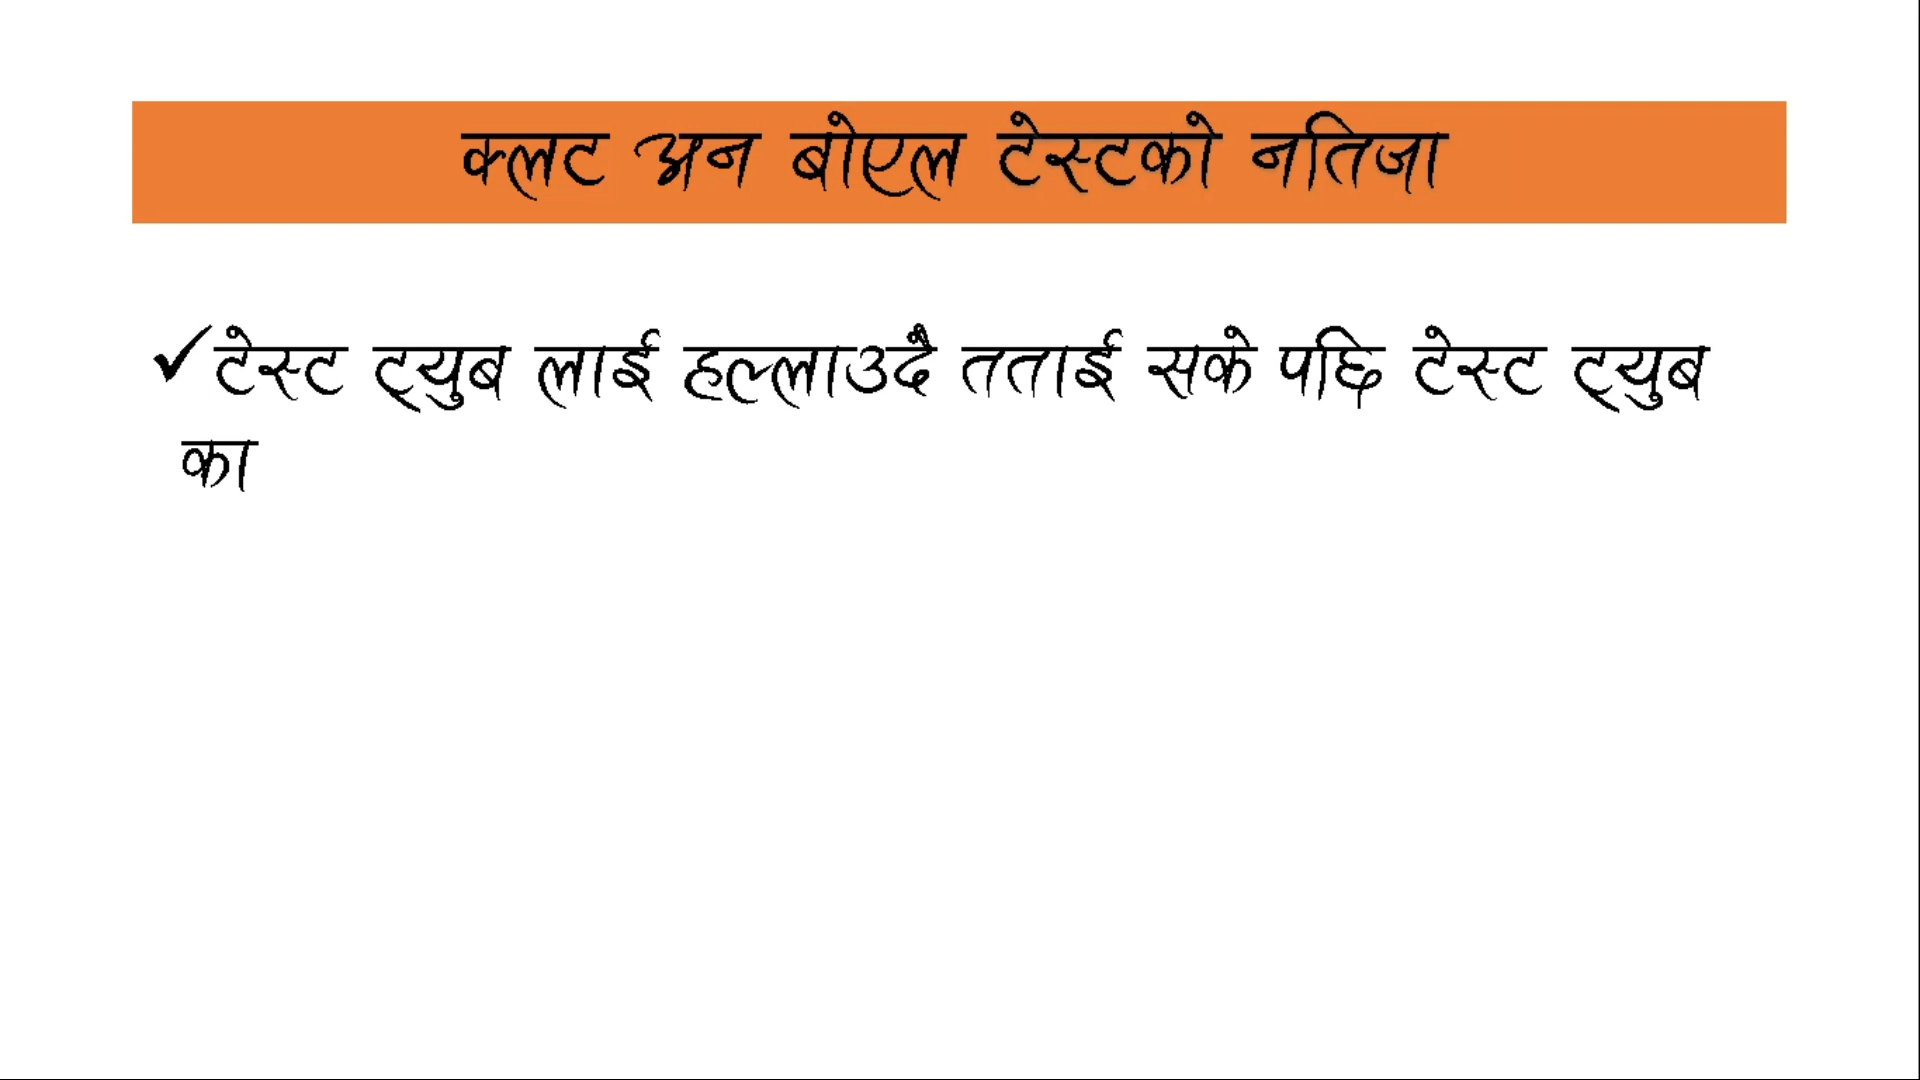 क्लट अन बोएल टेस्टको नतिजा
✓टेस्ट ट्युब लाई हल्लाउदै तताई सके पछि टेस्ट ट्युब
का